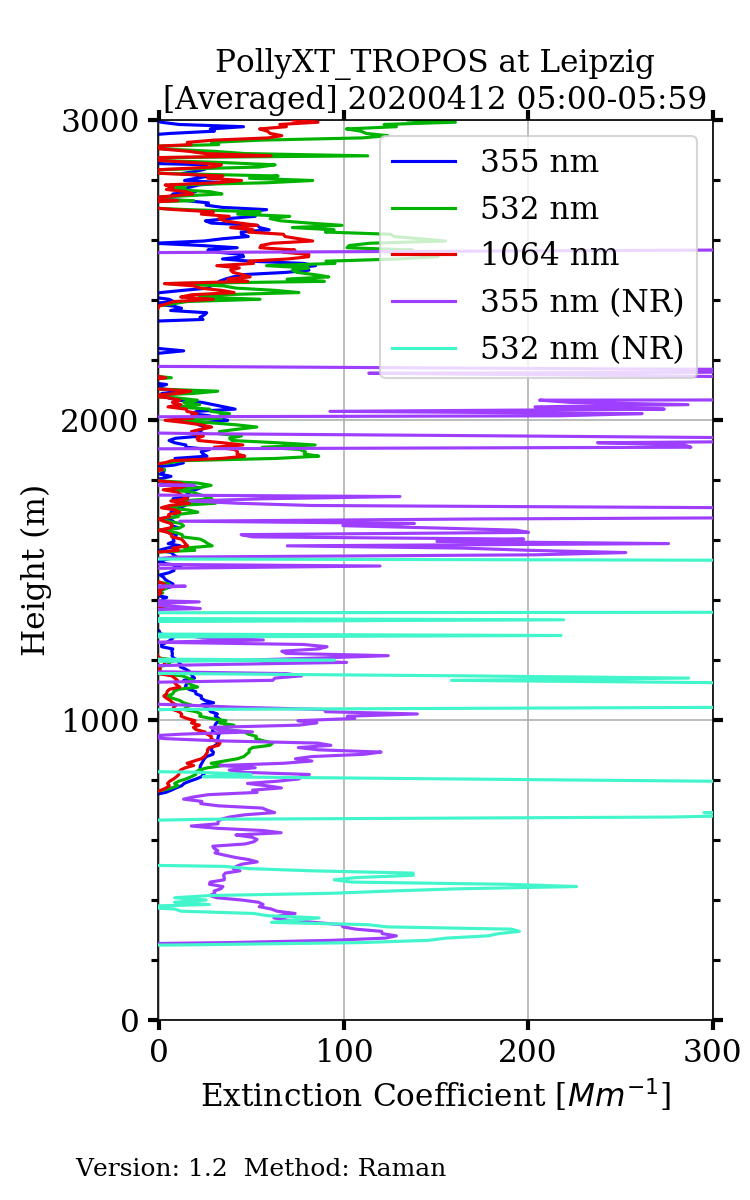 PollyXT_TROPOS at Leipzig
[Averaged] 20200412 05:00-05:59
3000
2000
1000
0
Height (m)
355 nm
532 nm
1064 nm
355 nm (NR)
532 nm (NR)
0 100 200 300
Extinction Coefficient [Mm⁻¹]
Version: 1.2 Method: Raman